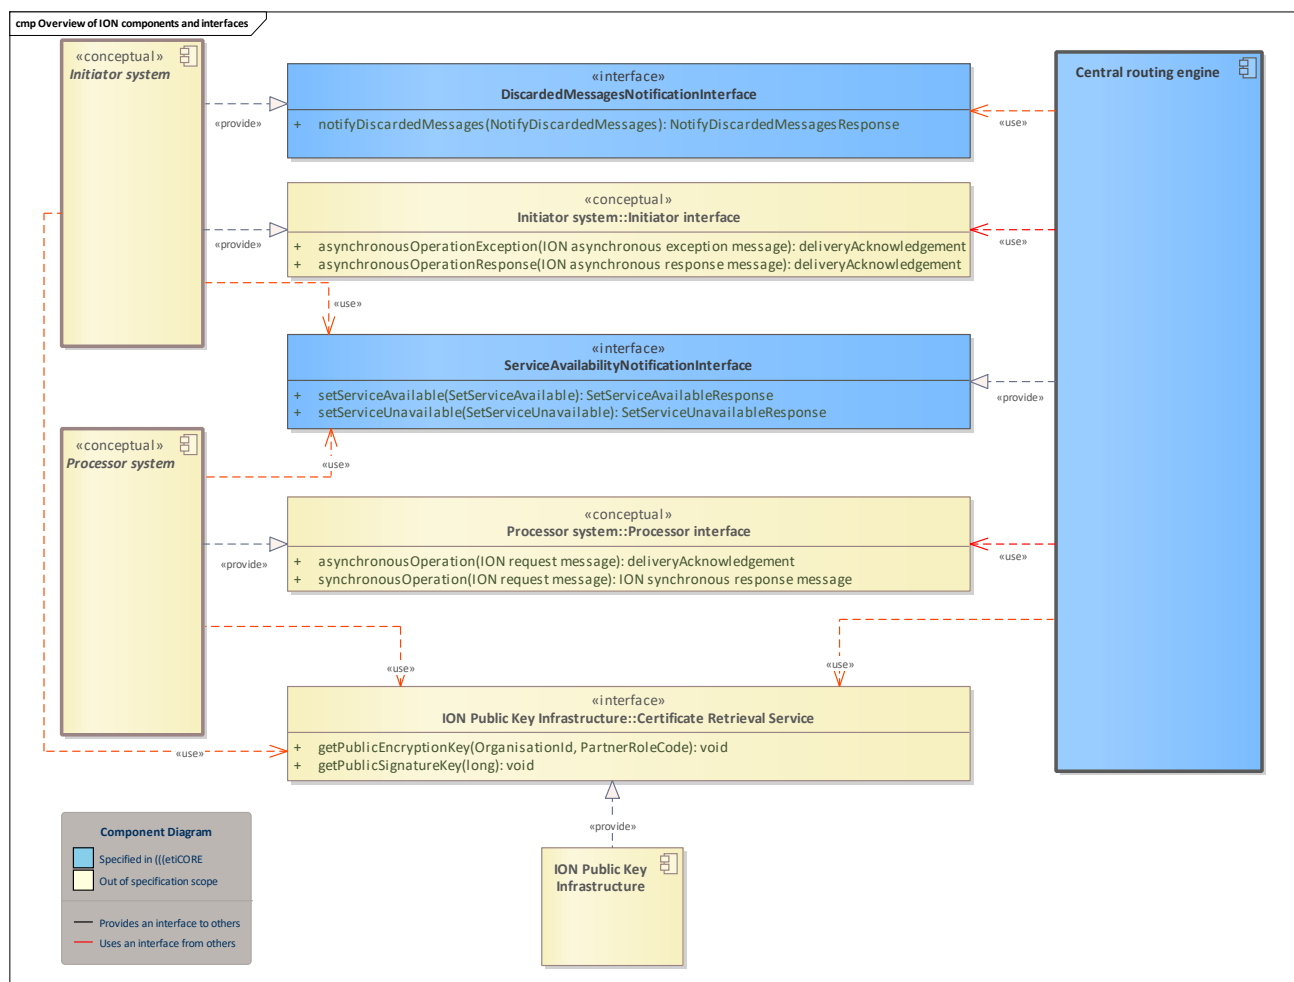 cmp Overview of ION components and interfaces
«conceptual»
Initiator system
«interface»
DiscardedMessagesNotificationInterface
+ notifyDiscardedMessages(NotifyDiscardedMessages): NotifyDiscardedMessagesResponse
Central routing engine
«provide»
«use»
«conceptual»
Initiator system::Initiator interface
+ asynchronousOperationException(ION asynchronous exception message): deliveryAcknowledgement
+ asynchronousOperationResponse(ION asynchronous response message): deliveryAcknowledgement
«provide»
«use»
«use»
«interface»
ServiceAvailabilityNotificationInterface
+ setServiceAvailable(SetServiceAvailable): SetServiceAvailableResponse
+ setServiceUnavailable(SetServiceUnavailable): SetServiceUnavailableResponse
«provide»
«conceptual»
Processor system
«use»
«conceptual»
Processor system::Processor interface
+ asynchronousOperation(ION request message): deliveryAcknowledgement
+ synchronousOperation(ION request message): ION synchronous response message
«provide»
«use»
«use»
«use»
«interface»
ION Public Key Infrastructure::Certificate Retrieval Service
+ getPublicEncryptionKey(OrganisationId, PartnerRoleCode): void
+ getPublicSignatureKey(long): void
«use»
«provide»
ION Public Key
Infrastructure
Component Diagram
Specified in (((etiCORE
Out of specification scope
Provides an interface to others
Uses an interface from others